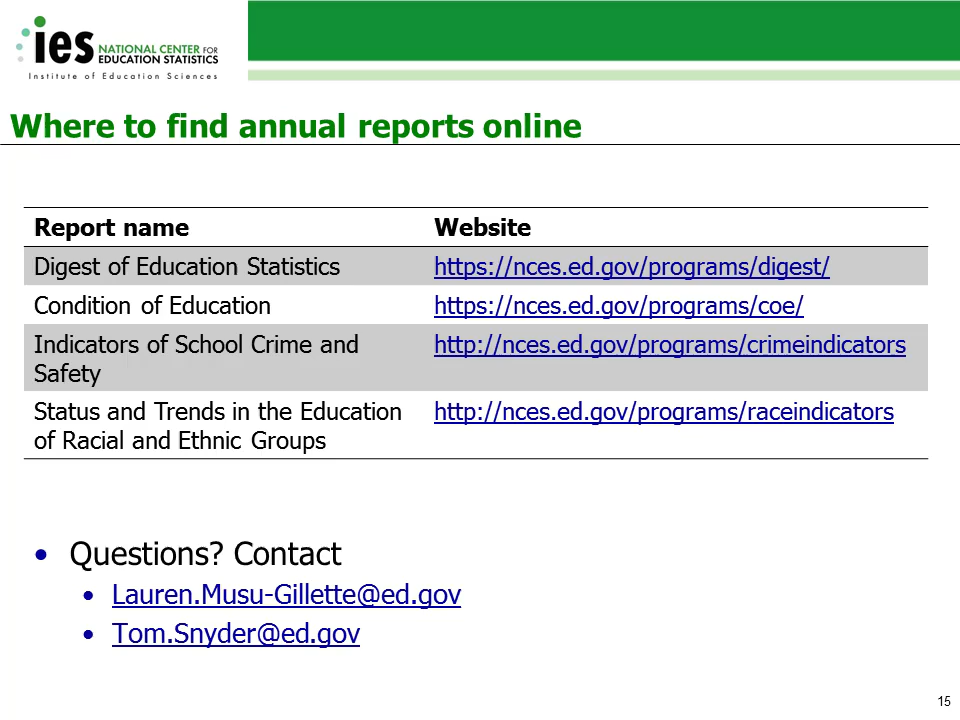 ies NATIONAL CENTER FOR
EDUCATION STATISTICS
Institute of Education Sciences
Where to find annual reports online
Report name Website
Digest of Education Statistics https://nces.ed.gov/programs/digest/
Condition of Education https://nces.ed.gov/programs/coe/
Indicators of School Crime and http://nces.ed.gov/programs/crimeindicators
Safety
Status and Trends in the Education http://nces.ed.gov/programs/raceindicators
of Racial and Ethnic Groups
• Questions? Contact
• Lauren.Musu-Gillette@ed.gov
• Tom.Snyder@ed.gov
15